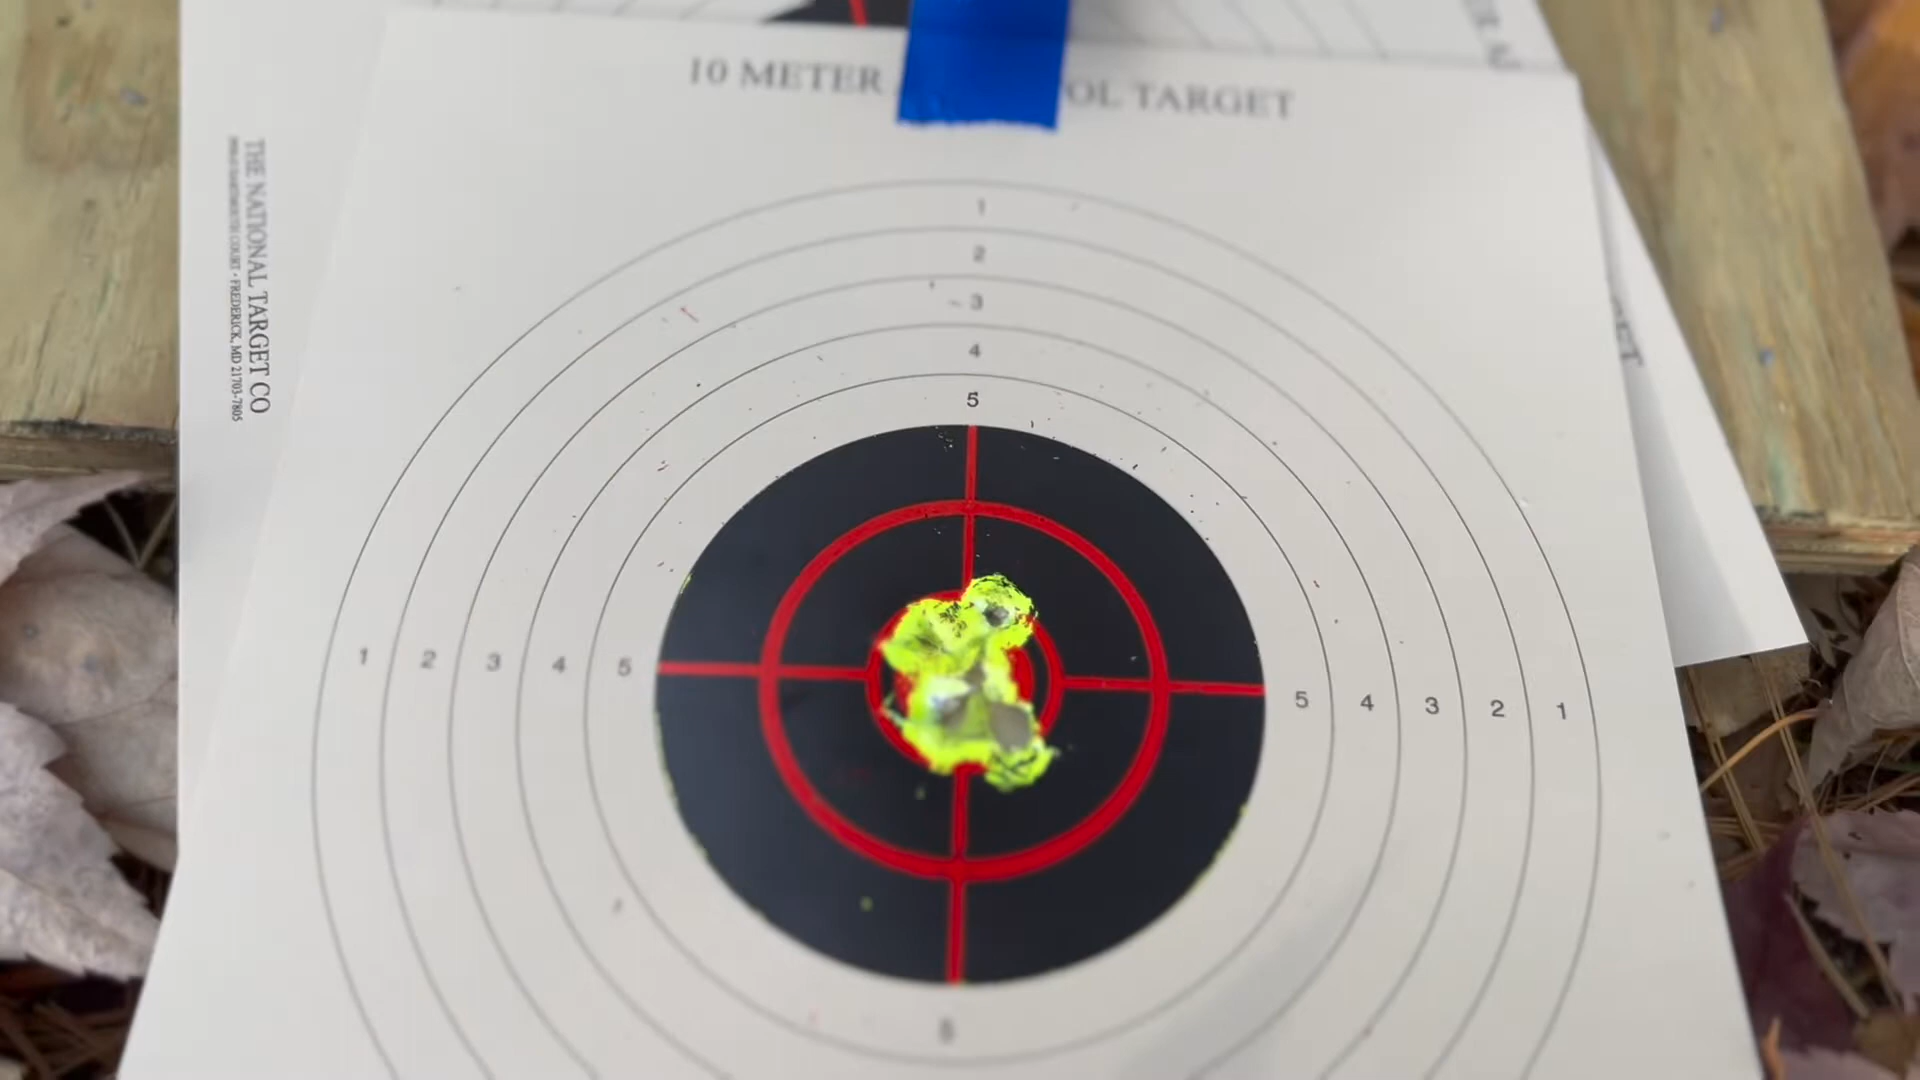 10 METER OL TARGET
THE NATIONAL TARGET CO
FREDERICK, MD 21703-7805
1
2
3
4
5
1 2 3 4 5
5 4 3 2 1